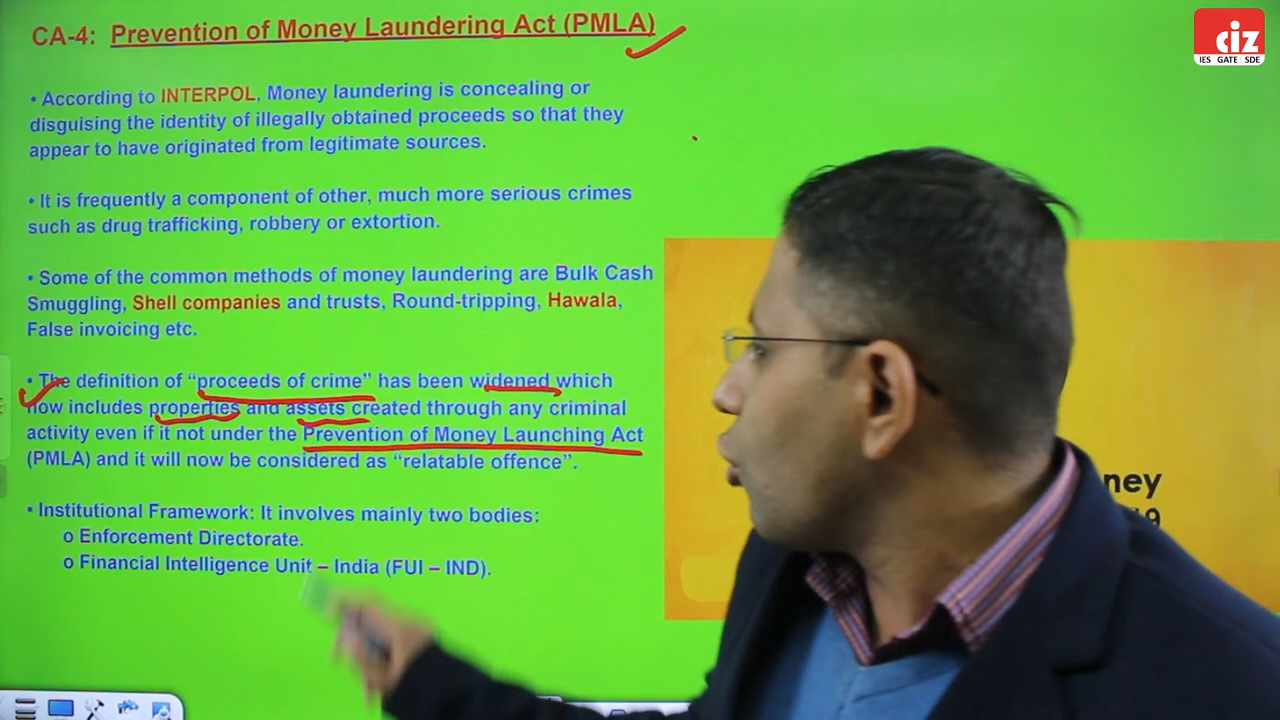 CA-4: Prevention of Money Laundering Act (PMLA)
ciz
IES GATE SDE
• According to INTERPOL, Money laundering is concealing or
disguising the identity of illegally obtained proceeds so that they
appear to have originated from legitimate sources.
• It is frequently a component of other, much more serious crimes
such as drug trafficking, robbery or extortion.
• Some of the common methods of money laundering are Bulk Cash
Smuggling, Shell companies and trusts, Round-tripping, Hawala,
False invoicing etc.
• The definition of “proceeds of crime” has been widened which
now includes properties and assets created through any criminal
activity even if it not under the Prevention of Money Launching Act
(PMLA) and it will now be considered as “relatable offence”.
• Institutional Framework: It involves mainly two bodies:
o Enforcement Directorate.
o Financial Intelligence Unit – India (FUI – IND).
ney
19